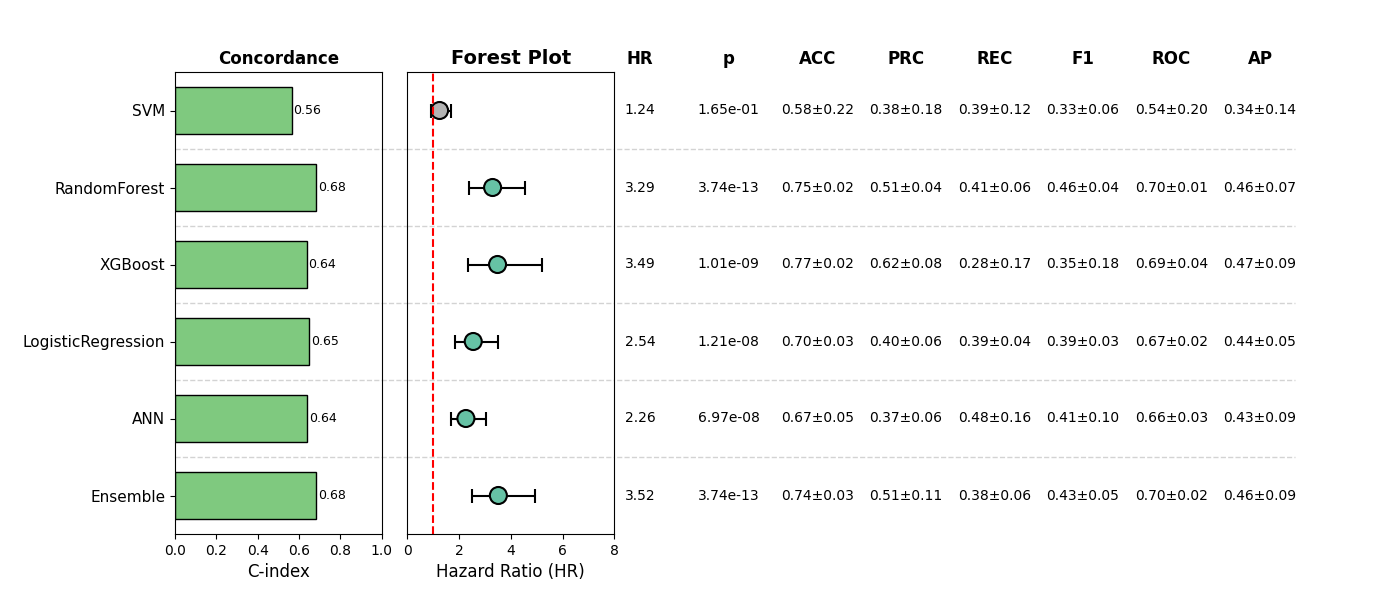 Concordance Forest Plot HR p ACC PRC REC F1 ROC AP
SVM 0.56 1.24 1.65e-01 0.58±0.22 0.38±0.18 0.39±0.12 0.33±0.06 0.54±0.20 0.34±0.14
RandomForest 0.68 3.29 3.74e-13 0.75±0.02 0.51±0.04 0.41±0.06 0.46±0.04 0.70±0.01 0.46±0.07
XGBoost 0.64 3.49 1.01e-09 0.77±0.02 0.62±0.08 0.28±0.17 0.35±0.18 0.69±0.04 0.47±0.09
LogisticRegression 0.65 2.54 1.21e-08 0.70±0.03 0.40±0.06 0.39±0.04 0.39±0.03 0.67±0.02 0.44±0.05
ANN 0.64 2.26 6.97e-08 0.67±0.05 0.37±0.06 0.48±0.16 0.41±0.10 0.66±0.03 0.43±0.09
Ensemble 0.68 3.52 3.74e-13 0.74±0.03 0.51±0.11 0.38±0.06 0.43±0.05 0.70±0.02 0.46±0.09
0.0 0.2 0.4 0.6 0.8 1.0 0 2 4 6 8
C-index Hazard Ratio (HR)